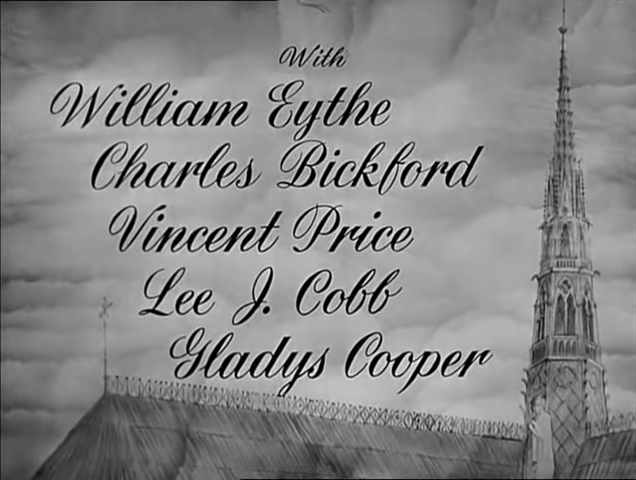 With
William Eythe
Charles Bickford
Vincent Price
Lee J. Cobb
Gladys Cooper